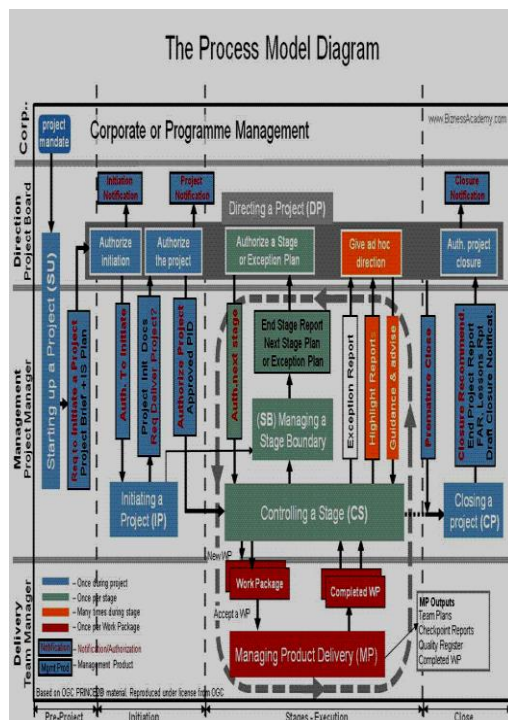 The Process Model Diagram
Corp..
project
mandate
Corporate or Programme Management
www.BiznessAcademy.com
Direction
Project Board
Initiation
Notification
Project
Notification
Closure
Notification
Directing a Project (DP)
Authorize
initiation
Authorize
the project
Authorize a Stage
or Exception Plan
Give ad hoc
direction
Auth. project
closure
Management
Project Manager
Starting up a Project (SU)
Req to Initiate a Project
Project Brief + IS Plan
Auth. To Initiate
Project Init Docs
Req Deliver Project?
Authorize Project
Approved PID
Auth.next stage
End Stage Report
Next Stage Plan
or Exception Plan
Exception Report
Highlight Reports
Guidance & advise
Premature Close
Closure Recommend.
End Project Report
FAR, Lessons Rpt
Draft Closure
(SB) Managing a
Stage Boundary
Initiating a
Project (IP)
Controlling a Stage (CS)
Closing a
project (CP)
Delivery
Team Manager
New WP
Work Package
Completed WP
Accept a WP
Managing Product Delivery (MP)
MP Outputs
Team Plans
Checkpoint Reports
Quality Register
Completed WP
– Once during project
– Once per stage
– Many times during stage
– Once per Work Package
Notification – Notification/Authorization
Mgmt Prod – Management Product
Based on OGC PRINCE2® material. Reproduced under license from OGC
Pre-Project
Initiation
Stages - Execution
Close